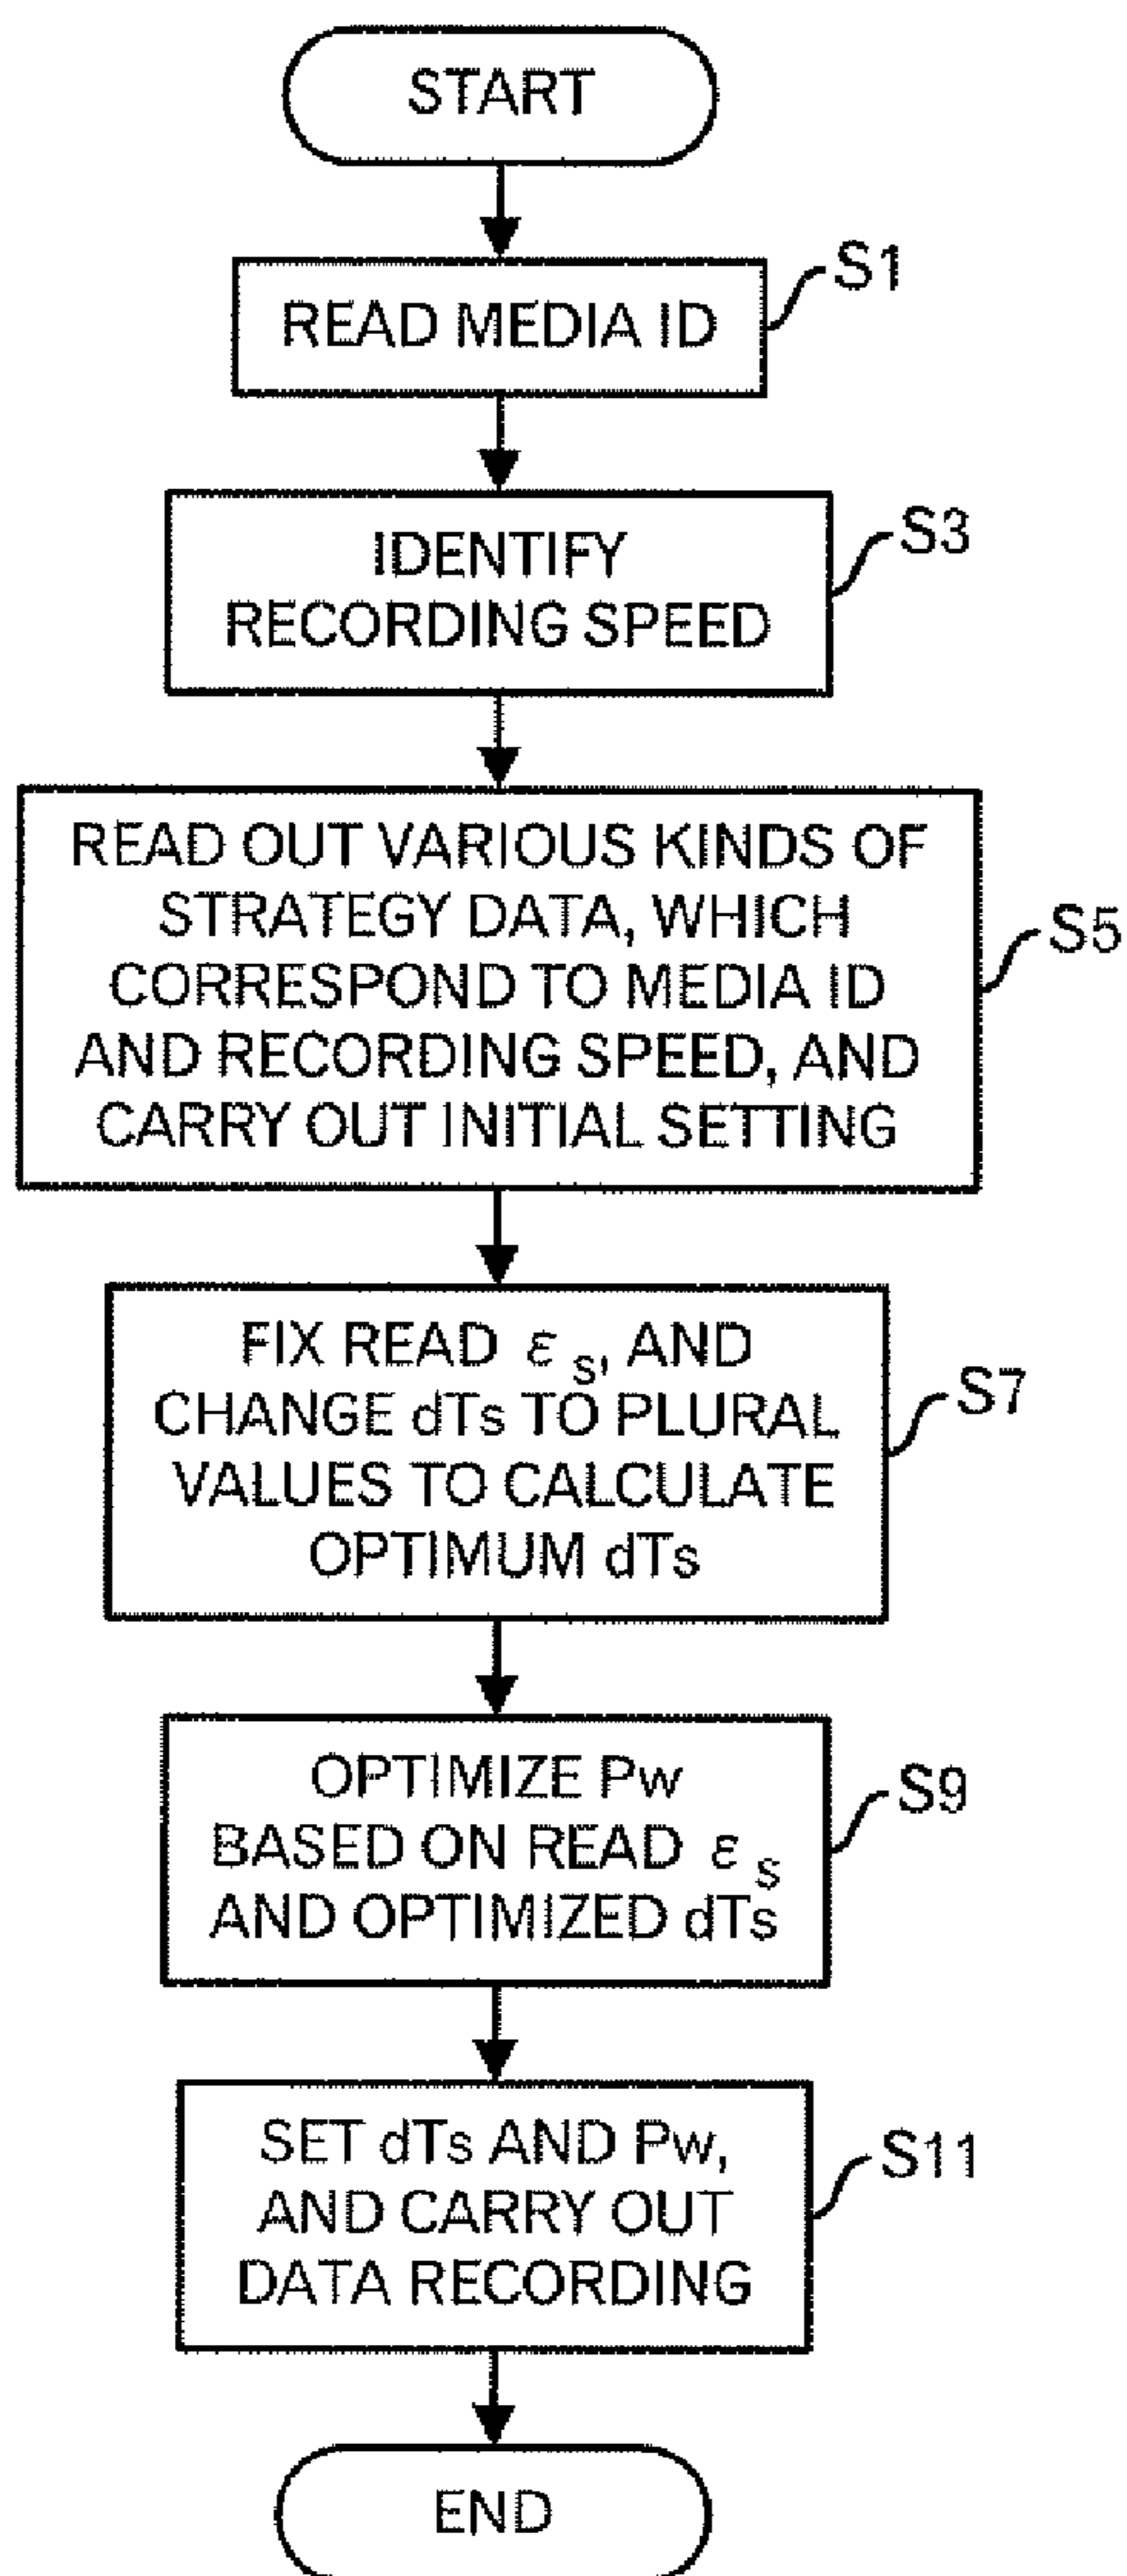 START
S1
READ MEDIA ID
S3
IDENTIFY
RECORDING SPEED
READ OUT VARIOUS KINDS OF
STRATEGY DATA, WHICH
S5
CORRESPOND TO MEDIA ID
AND RECORDING SPEED, AND
CARRY OUT INITIAL SETTING
FIX READ εs, AND
S7
CHANGE dTs TO PLURAL
VALUES TO CALCULATE
OPTIMUM dTs
OPTIMIZE Pw
S9
BASED ON READ εs
AND OPTIMIZED dTs
SET dTs AND Pw,
S11
AND CARRY OUT
DATA RECORDING
END